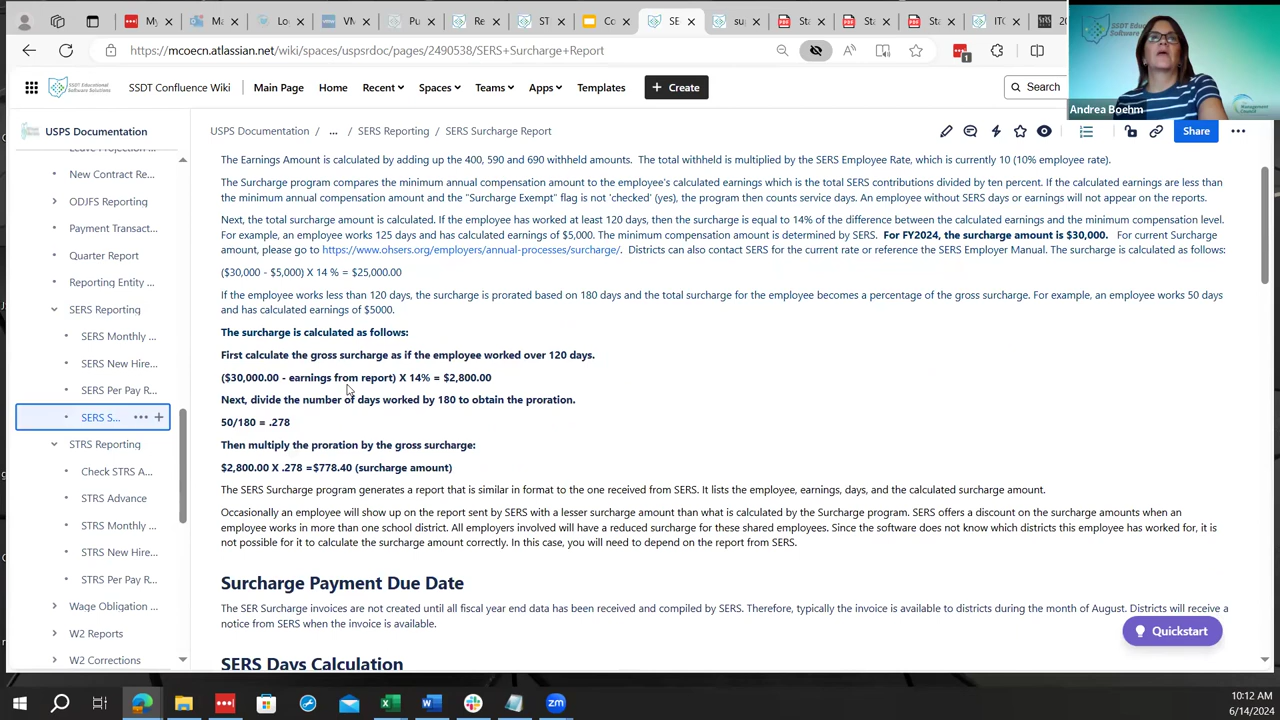 My
Ma
Lo
VM
Pu
Re
ST
Co
SE
su
Sta
Sta
Sta
ITC
20
https://mcoecn.atlassian.net/wiki/spaces/uspsrdoc/pages/2490536/SERS+Surcharge+Report
SSDT Confluence Wiki
Main Page
Home
Recent
Spaces
Teams
Apps
Templates
+ Create
Search
Andrea Boehm
USPS Documentation
USPS Documentation / ... / SERS Reporting / SERS Surcharge Report
Share
Leave Projection ...
New Contract Re...
ODJFS Reporting
Payment Transact...
Quarter Report
Reporting Entity ...
SERS Reporting
SERS Monthly ...
SERS New Hire...
SERS Per Pay R...
SERS S...
STRS Reporting
Check STRS A...
STRS Advance
STRS Monthly ...
STRS New Hire...
STRS Per Pay R...
Wage Obligation ...
W2 Reports
W2 Corrections
The Earnings Amount is calculated by adding up the 400, 590 and 690 withheld amounts. The total withheld is multiplied by the SERS Employee Rate, which is currently 10 (10% employee rate).
The Surcharge program compares the minimum annual compensation amount to the employee's calculated earnings which is the total SERS contributions divided by ten percent. If the calculated earnings are less than
the minimum annual compensation amount and the "Surcharge Exempt" flag is not 'checked' (yes), the program then counts service days. An employee without SERS days or earnings will not appear on the reports.
Next, the total surcharge amount is calculated. If the employee has worked at least 120 days, then the surcharge is equal to 14% of the difference between the calculated earnings and the minimum compensation level.
For example, an employee works 125 days and has calculated earnings of $5,000. The minimum compensation amount is determined by SERS. For FY2024, the surcharge amount is $30,000. For current Surcharge
amount, please go to https://www.ohsers.org/employers/annual-processes/surcharge/. Districts can also contact SERS for the current rate or reference the SERS Employer Manual. The surcharge is calculated as follows:
($30,000 - $5,000) X 14 % = $25,000.00
If the employee works less than 120 days, the surcharge is prorated based on 180 days and the total surcharge for the employee becomes a percentage of the gross surcharge. For example, an employee works 50 days
and has calculated earnings of $5000.
The surcharge is calculated as follows:
First calculate the gross surcharge as if the employee worked over 120 days.
($30,000.00 - earnings from report) X 14% = $2,800.00
Next, divide the number of days worked by 180 to obtain the proration.
50/180 = .278
Then multiply the proration by the gross surcharge:
$2,800.00 X .278 =$778.40 (surcharge amount)
The SERS Surcharge program generates a report that is similar in format to the one received from SERS. It lists the employee, earnings, days, and the calculated surcharge amount.
Occasionally an employee will show up on the report sent by SERS with a lesser surcharge amount than what is calculated by the Surcharge program. SERS offers a discount on the surcharge amounts when an
employee works in more than one school district. All employers involved will have a reduced surcharge for these shared employees. Since the software does not know which districts this employee has worked for, it is
not possible for it to calculate the surcharge amount correctly. In this case, you will need to depend on the report from SERS.
Surcharge Payment Due Date
The SER Surcharge invoices are not created until all fiscal year end data has been received and compiled by SERS. Therefore, typically the invoice is available to districts during the month of August. Districts will receive a
notice from SERS when the invoice is available.
Quickstart
SERS Days Calculation
10:12 AM
6/14/2024